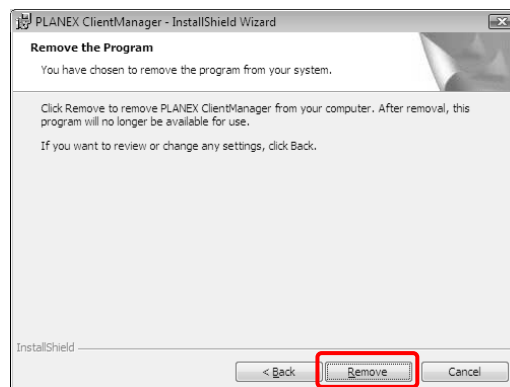 PLANEX ClientManager - InstallShield Wizard
Remove the Program
You have chosen to remove the program from your system.
Click Remove to remove PLANEX ClientManager from your computer. After removal, this
program will no longer be available for use.
If you want to review or change any settings, click Back.
InstallShield
< Back
Remove
Cancel